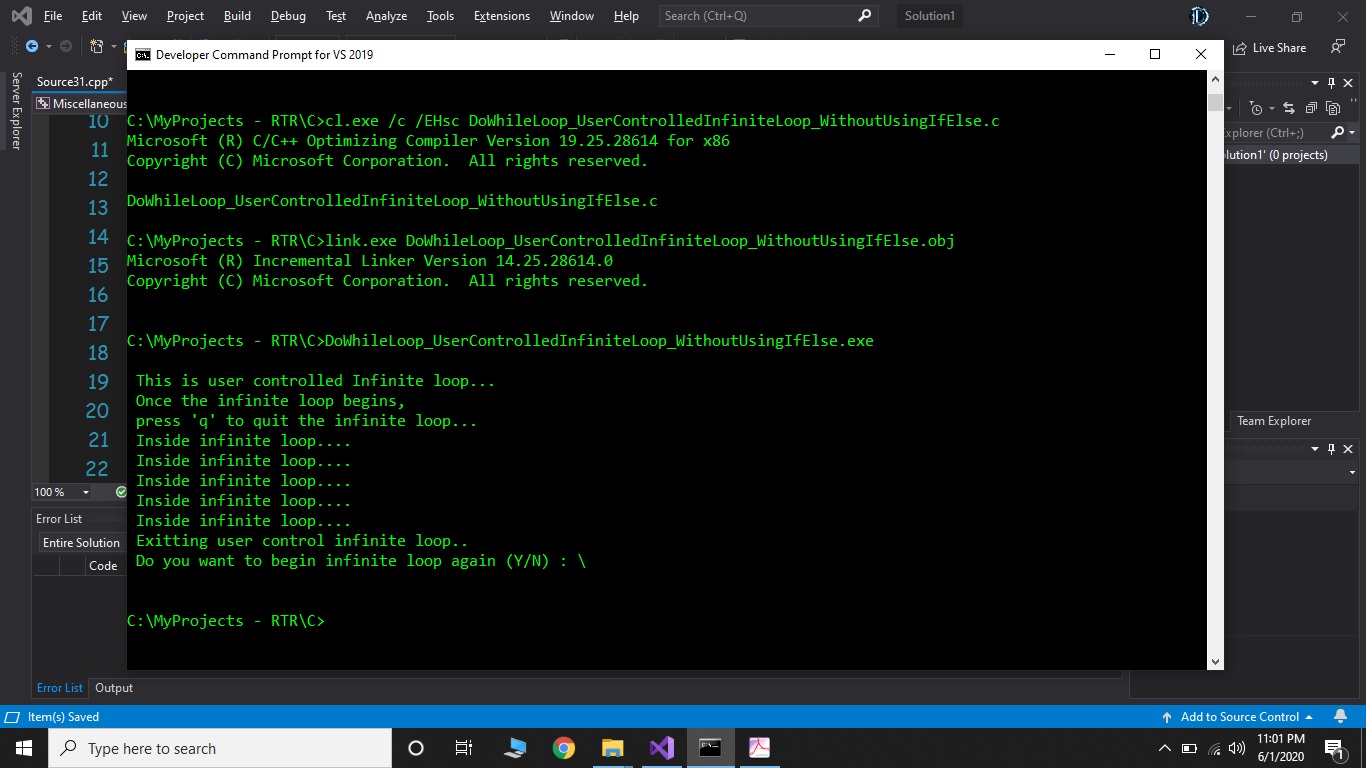 File Edit View Project Build Debug Test Analyze Tools Extensions Window Help Search (Ctrl+Q) Solution1
Live Share
Developer Command Prompt for VS 2019
Server Explorer
Source31.cpp*
Miscellaneous
10
11
12
13
14
15
16
17
18
19
20
21
22
C:\MyProjects - RTR\C>cl.exe /c /EHsc DoWhileLoop_UserControlledInfiniteLoop_WithoutUsingIfElse.c
Microsoft (R) C/C++ Optimizing Compiler Version 19.25.28614 for x86
Copyright (C) Microsoft Corporation.  All rights reserved.
DoWhileLoop_UserControlledInfiniteLoop_WithoutUsingIfElse.c
C:\MyProjects - RTR\C>link.exe DoWhileLoop_UserControlledInfiniteLoop_WithoutUsingIfElse.obj
Microsoft (R) Incremental Linker Version 14.25.28614.0
Copyright (C) Microsoft Corporation.  All rights reserved.
C:\MyProjects - RTR\C>DoWhileLoop_UserControlledInfiniteLoop_WithoutUsingIfElse.exe
This is user controlled Infinite loop...
Once the infinite loop begins,
press 'q' to quit the infinite loop...
Inside infinite loop....
Inside infinite loop....
Inside infinite loop....
Inside infinite loop....
Inside infinite loop....
Exitting user control infinite loop..
Do you want to begin infinite loop again (Y/N) : \
C:\MyProjects - RTR\C>
xplorer (Ctrl+;)
olution1' (0 projects)
Team Explorer
100 %
Error List
Entire Solution
Code
Error List Output
Item(s) Saved
Add to Source Control
Type here to search
11:01 PM
6/1/2020
1